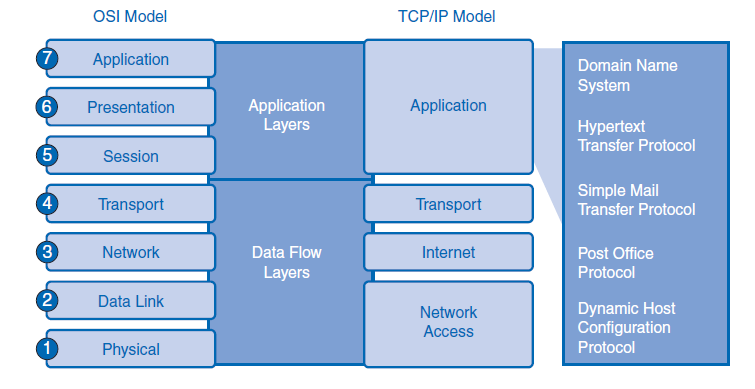 OSI Model
TCP/IP Model
7
Application
6
Presentation
5
Session
4
Transport
3
Network
2
Data Link
1
Physical
Application
Layers
Data Flow
Layers
Application
Transport
Internet
Network
Access
Domain Name
System
Hypertext
Transfer Protocol
Simple Mail
Transfer Protocol
Post Office
Protocol
Dynamic Host
Configuration
Protocol